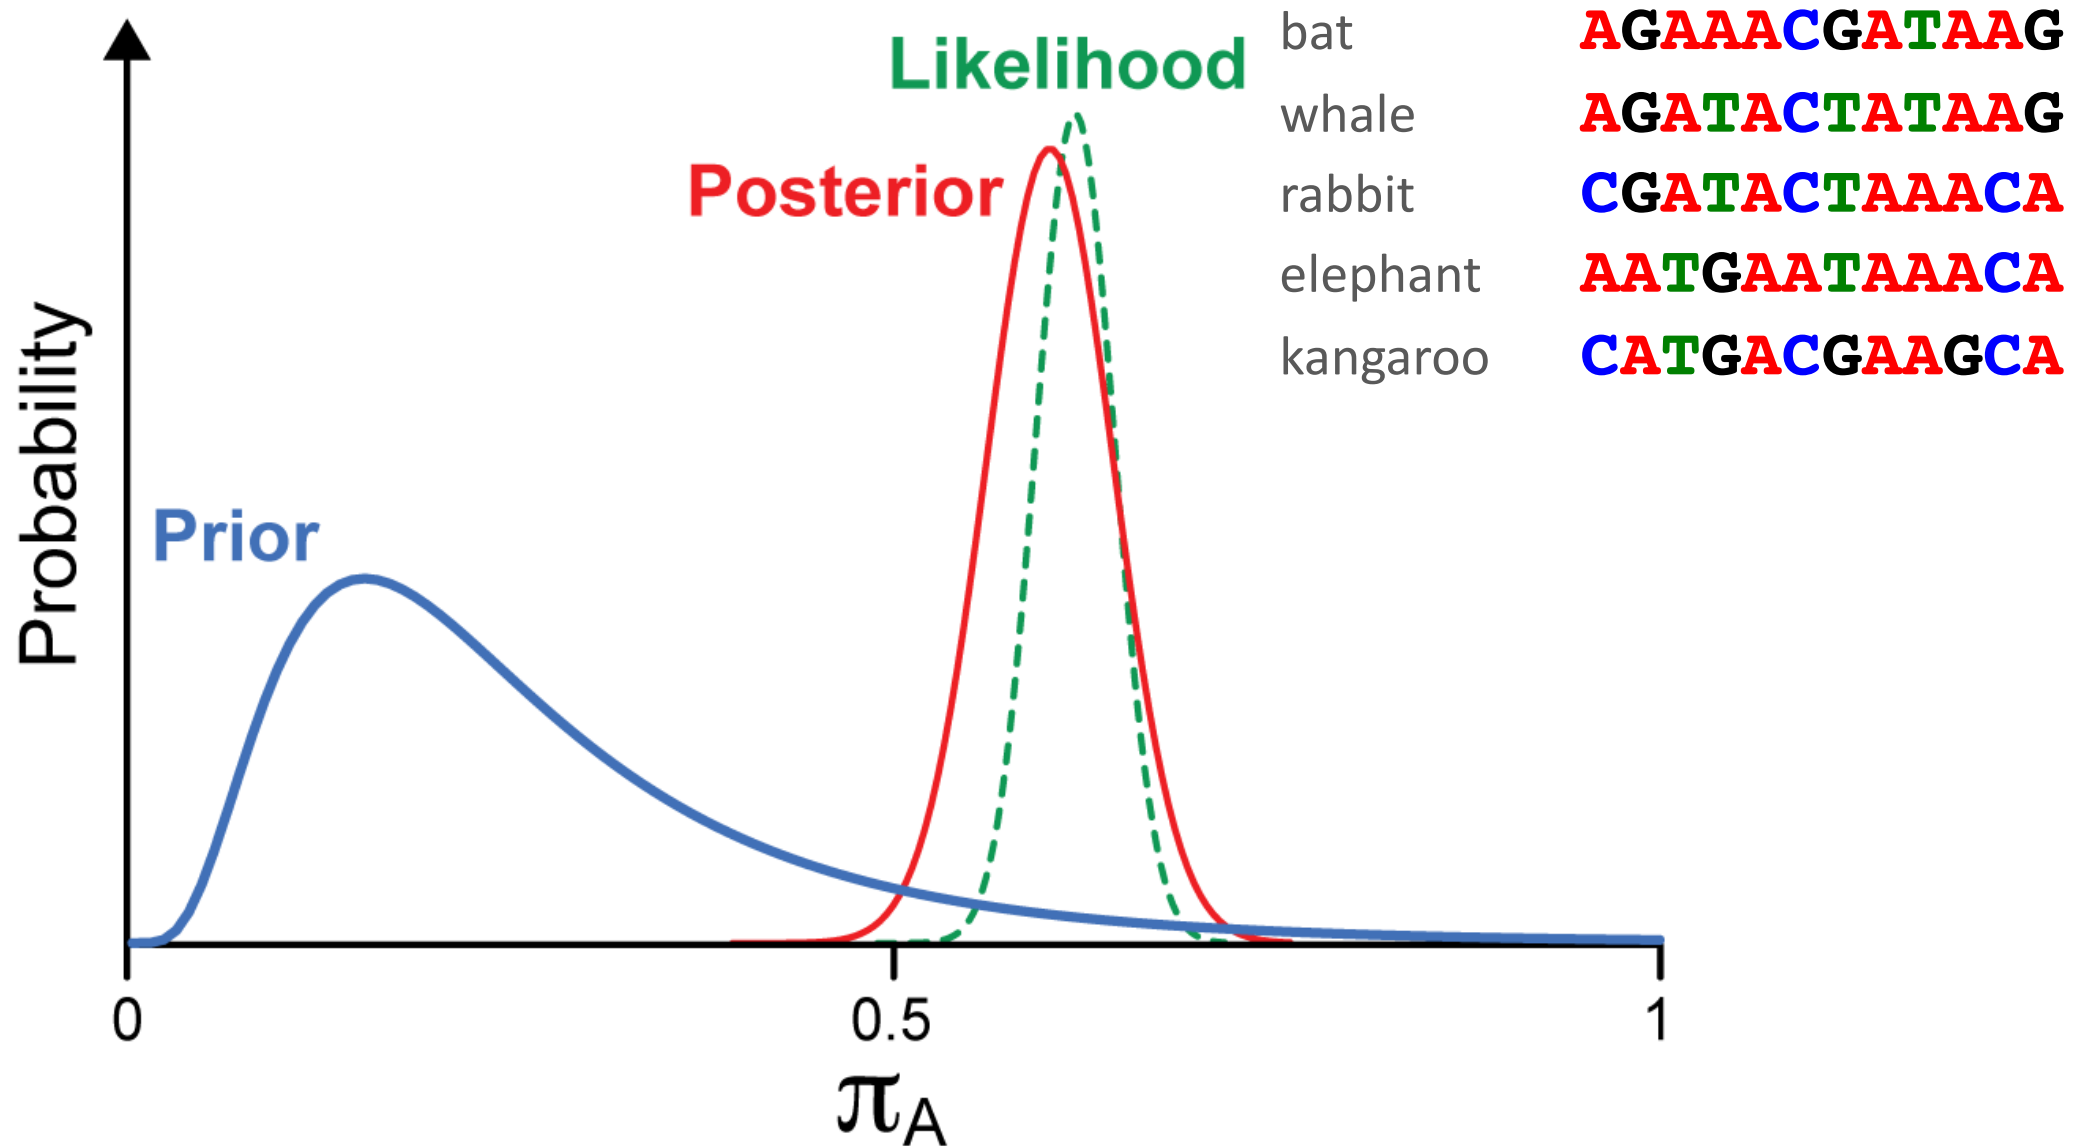 Likelihood
Posterior
Prior
Probability
0
0.5
1
πA
bat AGAAACGATAAG
whale AGATACTATAAG
rabbit CGATACTAAACA
elephant AATGAATAAACA
kangaroo CATGACGAAGCA